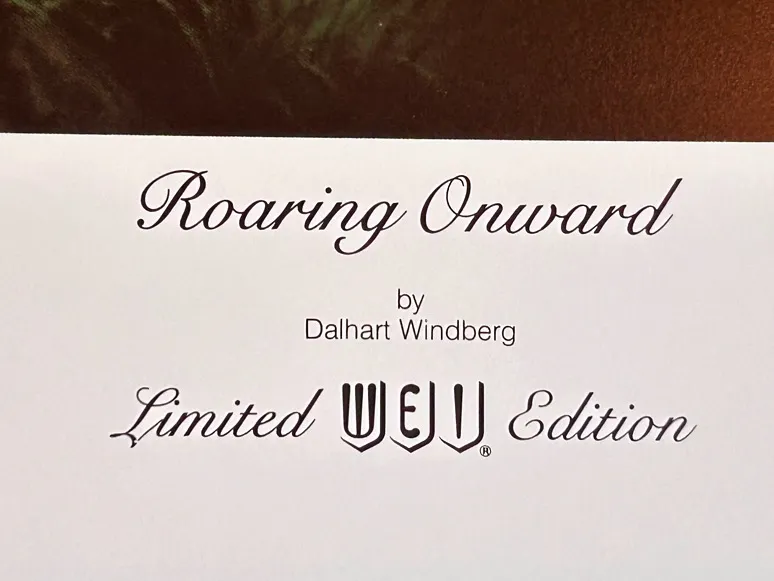 Roaring Onward
by
Dalhart Windberg
Limited WEI® Edition